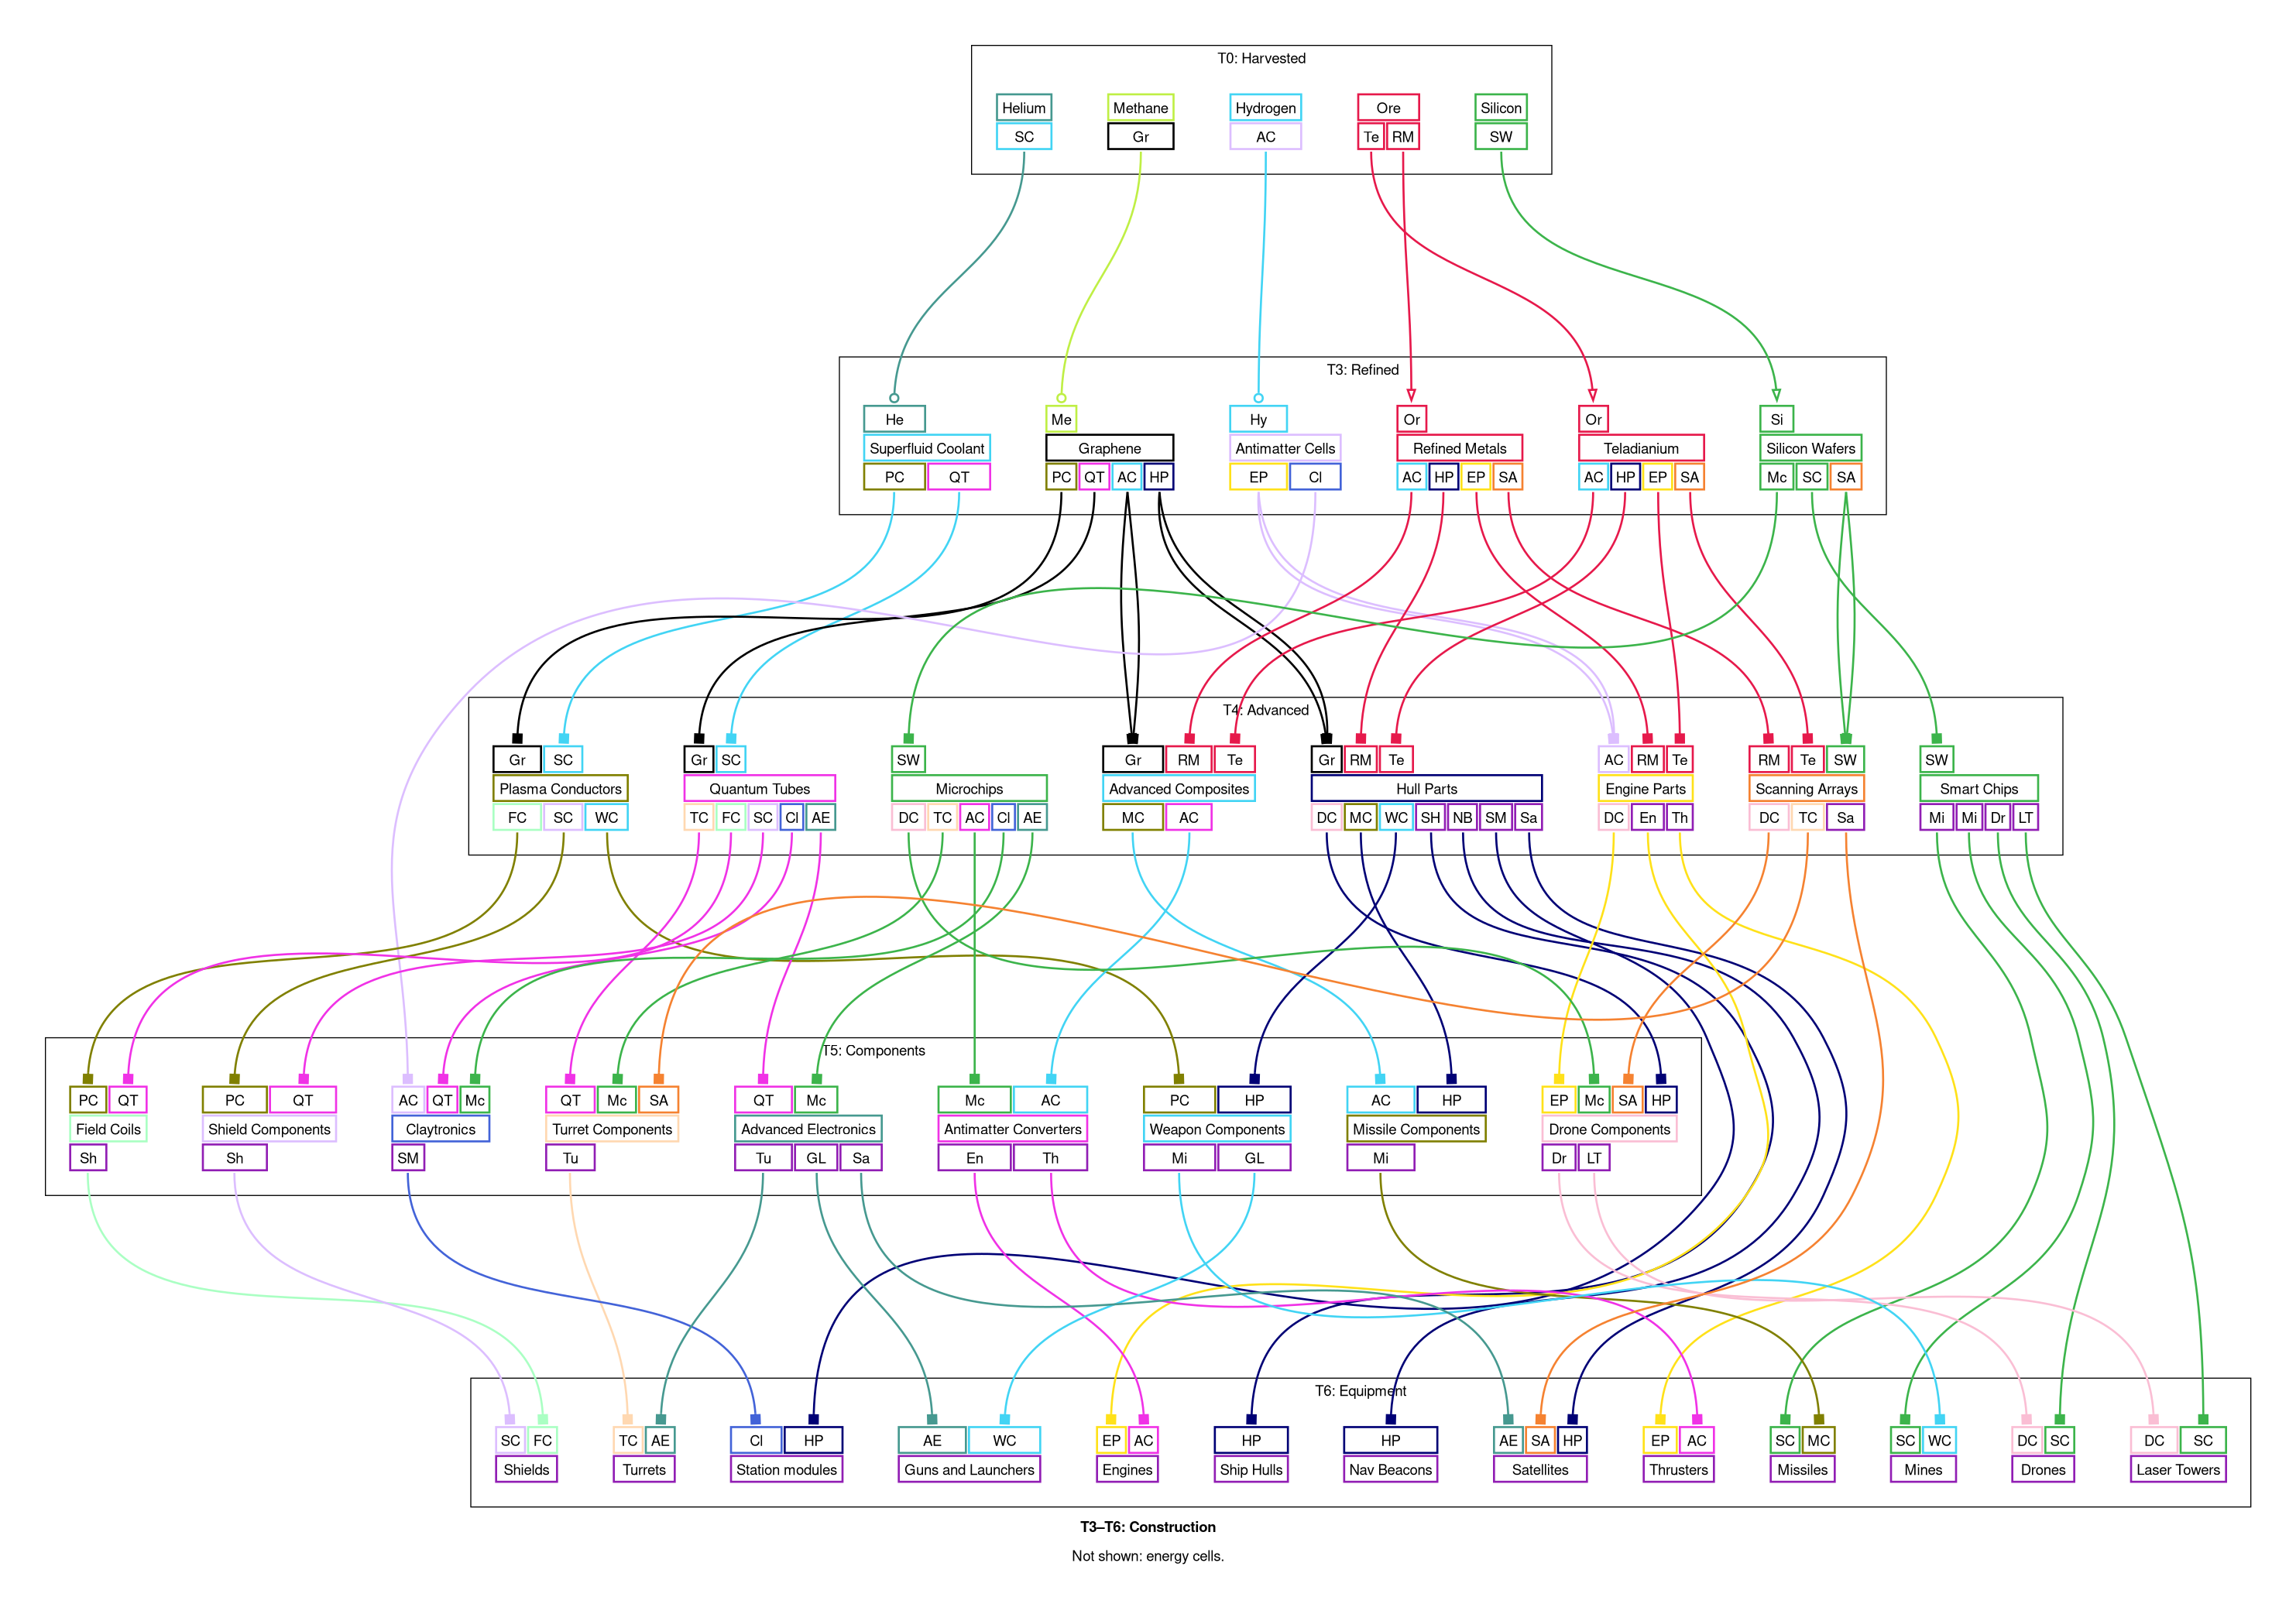 T0: Harvested
Helium Methane Hydrogen Ore Silicon
SC Gr AC Te RM SW
T3: Refined
He Me Hy Or Or Si
Superfluid Coolant Graphene Antimatter Cells Refined Metals Teladianium Silicon Wafers
PC QT PC QT AC HP EP Cl AC HP EP SA AC HP EP SA Mc SC SA
T4: Advanced
Gr SC Gr SC SW Gr RM Te Gr RM Te AC RM Te RM Te SW SW
Plasma Conductors Quantum Tubes Microchips Advanced Composites Hull Parts Engine Parts Scanning Arrays Smart Chips
FC SC WC TC FC SC Cl AE DC TC AC Cl AE MC AC DC MC WC SH NB SM Sa DC En Th DC TC Sa Mi Mi Dr LT
T5: Components
PC QT PC QT AC QT Mc QT Mc SA QT Mc Mc AC PC HP AC HP EP Mc SA HP
Field Coils Shield Components Claytronics Turret Components Advanced Electronics Antimatter Converters Weapon Components Missile Components Drone Components
Sh Sh SM Tu Tu GL Sa En Th Mi GL Mi Dr LT
T6: Equipment
SC FC TC AE Cl HP AE WC EP AC HP HP AE SA HP EP AC SC MC SC WC DC SC DC SC
Shields Turrets Station modules Guns and Launchers Engines Ship Hulls Nav Beacons Satellites Thrusters Missiles Mines Drones Laser Towers
T3–T6: Construction
Not shown: energy cells.